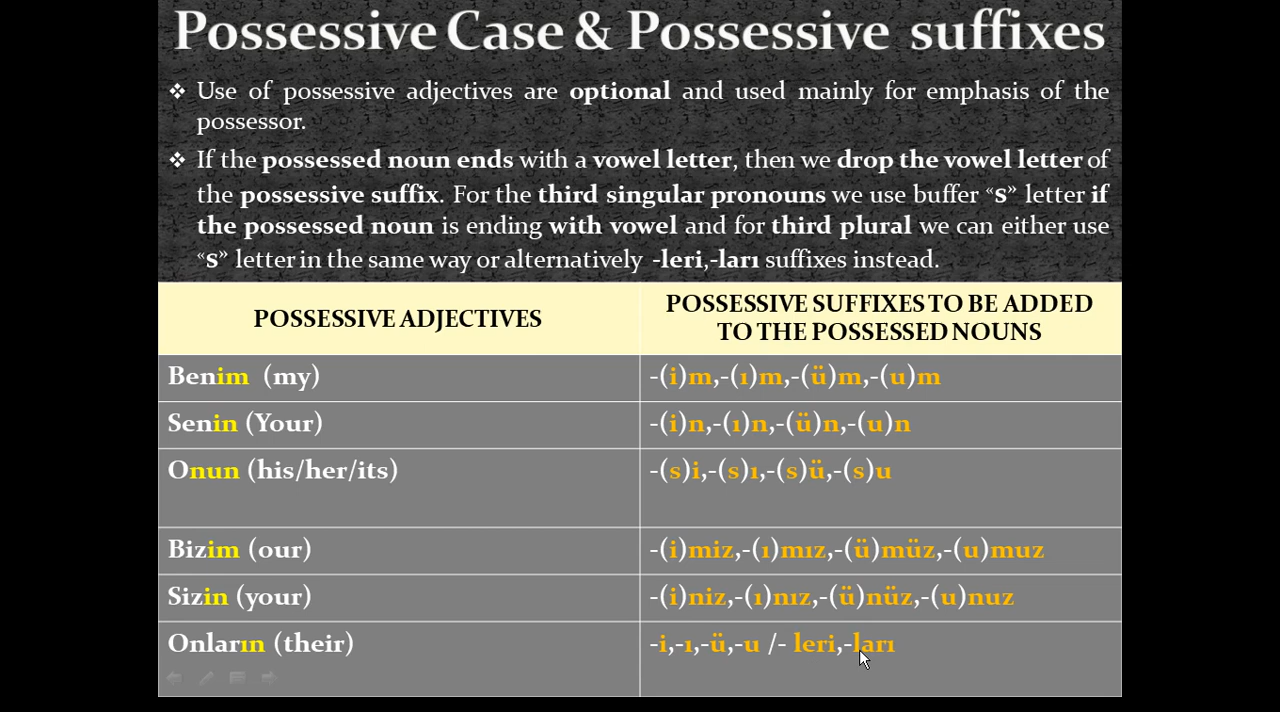 Possessive Case & Possessive suffixes
❖ Use of possessive adjectives are optional and used mainly for emphasis of the
possessor.
❖ If the possessed noun ends with a vowel letter, then we drop the vowel letter of
the possessive suffix. For the third singular pronouns we use buffer “s” letter if
the possessed noun is ending with vowel and for third plural we can either use
“s” letter in the same way or alternatively -leri,-ları suffixes instead.
POSSESSIVE ADJECTIVES
POSSESSIVE SUFFIXES TO BE ADDED
TO THE POSSESSED NOUNS
Benim (my)
-(i)m,-(ı)m,-(ü)m,-(u)m
Senin (Your)
-(i)n,-(ı)n,-(ü)n,-(u)n
Onun (his/her/its)
-(s)i,-(s)ı,-(s)ü,-(s)u
Bizim (our)
-(i)miz,-(ı)mız,-(ü)müz,-(u)muz
Sizin (your)
-(i)niz,-(ı)nız,-(ü)nüz,-(u)nuz
Onların (their)
-i,-ı,-ü,-u /- leri,-ları